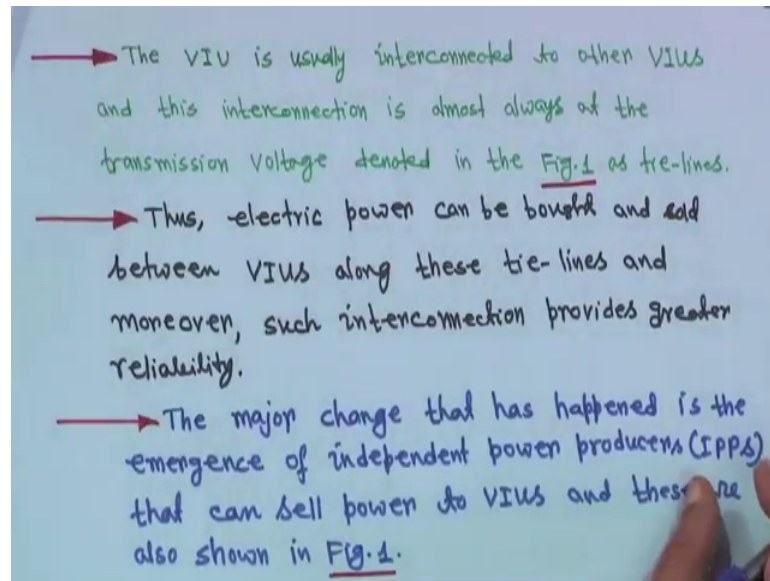 The VIU is usually interconnected to other VIUs
and this interconnection is almost always at the
transmission voltage denoted in the Fig.1 as tie-lines.
Thus, electric power can be bought and sold
between VIUs along these tie-lines and
moreover, such interconnection provides greater
reliability.
The major change that has happened is the
emergence of independent power producers (IPPs)
that can sell power to VIUs and these
also shown in Fig.1.